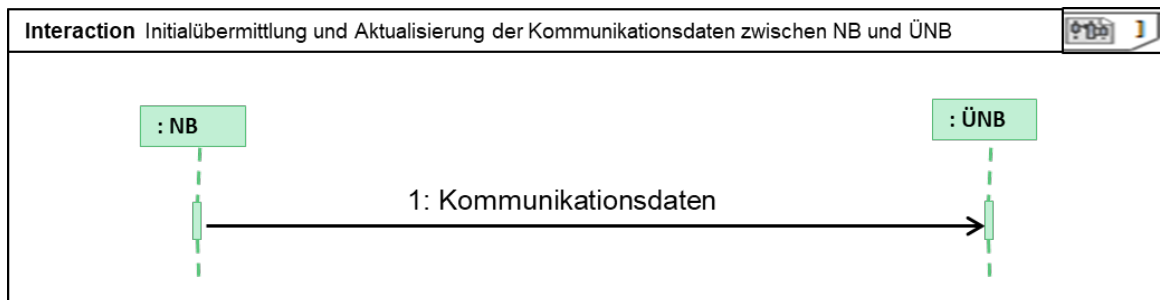 Interaction Initialübermittlung und Aktualisierung der Kommunikationsdaten zwischen NB und ÜNB
: NB
: ÜNB
1: Kommunikationsdaten